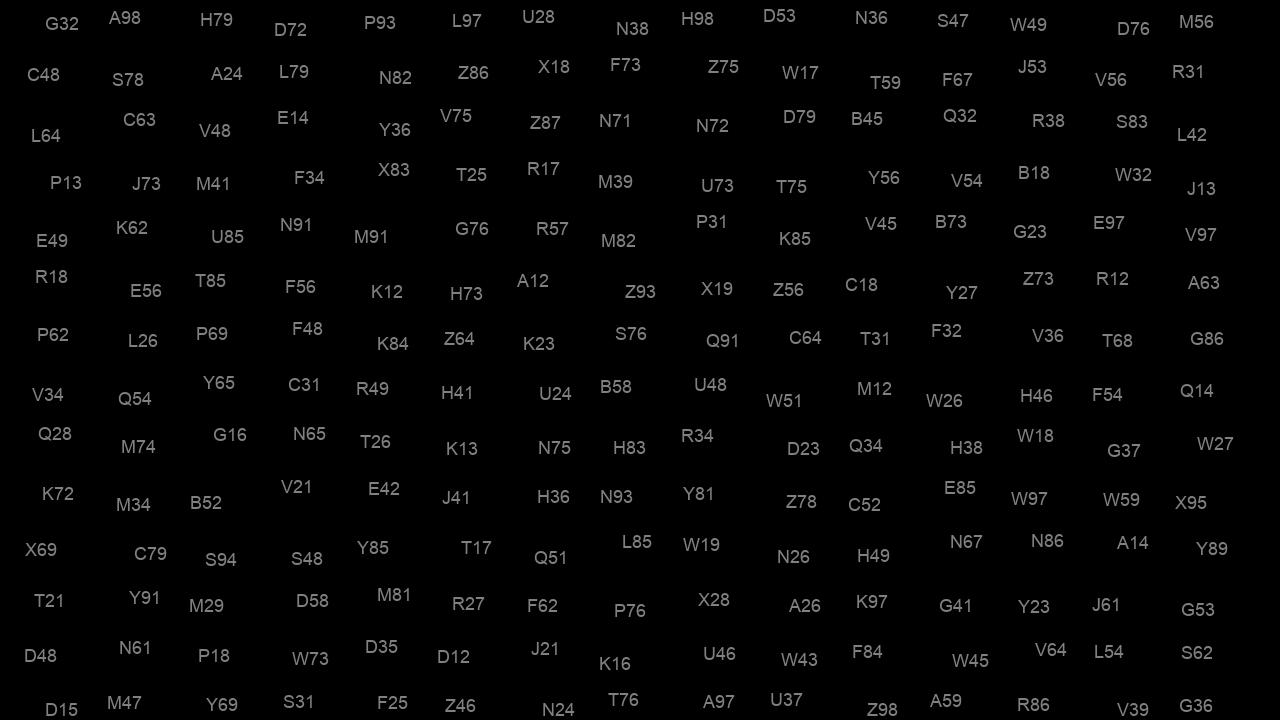 G32 A98 H79 D72 P93 L97 U28 N38 H98 D53 N36 S47 W49 D76 M56
C48 S78 A24 L79 N82 Z86 X18 F73 Z75 W17 T59 F67 J53 V56 R31
L64 C63 V48 E14 Y36 V75 Z87 N71 N72 D79 B45 Q32 R38 S83 L42
P13 J73 M41 F34 X83 T25 R17 M39 U73 T75 Y56 V54 B18 W32 J13
E49 K62 U85 N91 M91 G76 R57 M82 P31 K85 V45 B73 G23 E97 V97
R18 E56 T85 F56 K12 H73 A12 Z93 X19 Z56 C18 Y27 Z73 R12 A63
P62 L26 P69 F48 K84 Z64 K23 S76 Q91 C64 T31 F32 V36 T68 G86
V34 Q54 Y65 C31 R49 H41 U24 B58 U48 W51 M12 W26 H46 F54 Q14
Q28 M74 G16 N65 T26 K13 N75 H83 R34 D23 Q34 H38 W18 G37 W27
K72 M34 B52 V21 E42 J41 H36 N93 Y81 Z78 C52 E85 W97 W59 X95
X69 C79 S94 S48 Y85 T17 Q51 L85 W19 N26 H49 N67 N86 A14 Y89
T21 Y91 M29 D58 M81 R27 F62 P76 X28 A26 K97 G41 Y23 J61 G53
D48 N61 P18 W73 D35 D12 J21 K16 U46 W43 F84 W45 V64 L54 S62
D15 M47 Y69 S31 F25 Z46 N24 T76 A97 U37 Z98 A59 R86 V39 G36